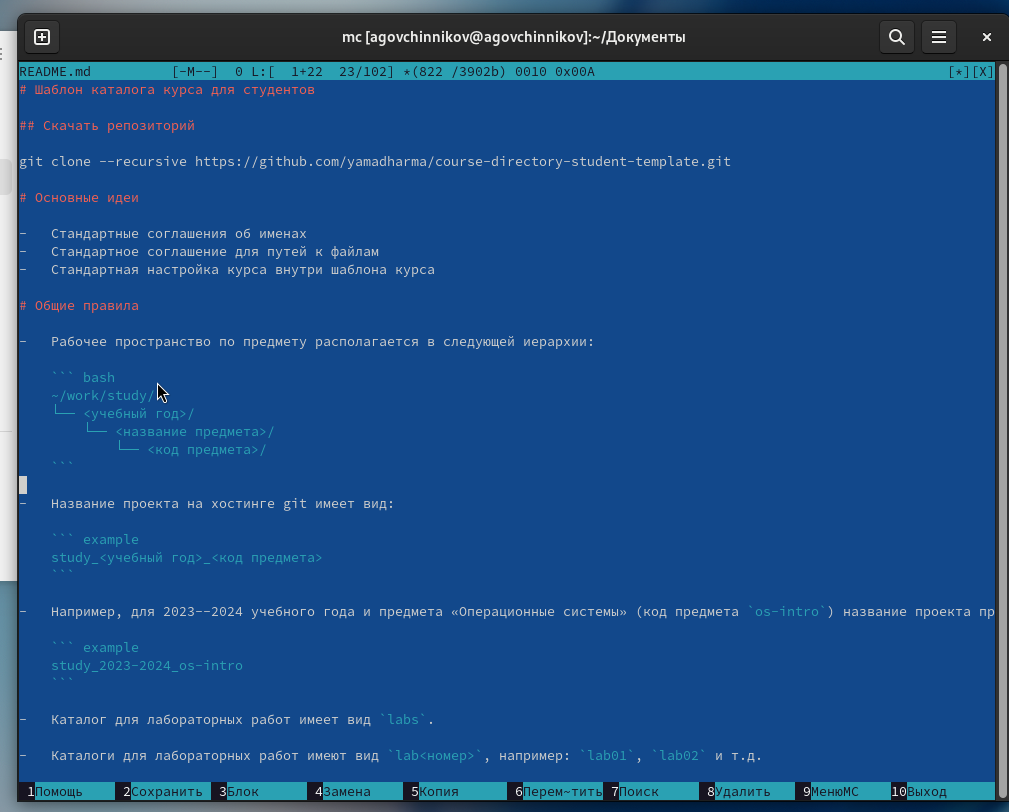 mc [agovchinnikov@agovchinnikov]:~/Документы
README.md [-M--] 0 L:[ 1+22 23/102] *(822 /3902b) 0010 0x00A [*][X]
# Шаблон каталога курса для студентов
## Скачать репозиторий
git clone --recursive https://github.com/yamadharma/course-directory-student-template.git
# Основные идеи
- Стандартные соглашения об именах
- Стандартное соглашение для путей к файлам
- Стандартная настройка курса внутри шаблона курса
# Общие правила
- Рабочее пространство по предмету располагается в следующей иерархии:
``` bash
~/work/study/
└── <учебный год>/
└── <название предмета>/
└── <код предмета>/
```
- Название проекта на хостинге git имеет вид:
``` example
study_<учебный год>_<код предмета>
```
- Например, для 2023--2024 учебного года и предмета «Операционные системы» (код предмета `os-intro`) название проекта пр
``` example
study_2023-2024_os-intro
```
- Каталог для лабораторных работ имеет вид `labs`.
- Каталоги для лабораторных работ имеют вид `lab<номер>`, например: `lab01`, `lab02` и т.д.
1Помощь 2Сохранить 3Блок 4Замена 5Копия 6Перем~тить 7Поиск 8Удалить 9МенюМС 10Выход